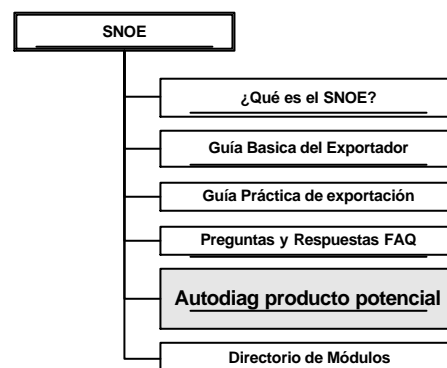 SNOE
¿Qué es el SNOE?
Guía Basica del Exportador
Guía Práctica de exportación
Preguntas y Respuestas FAQ
Autodiag producto potencial
Directorio de Módulos